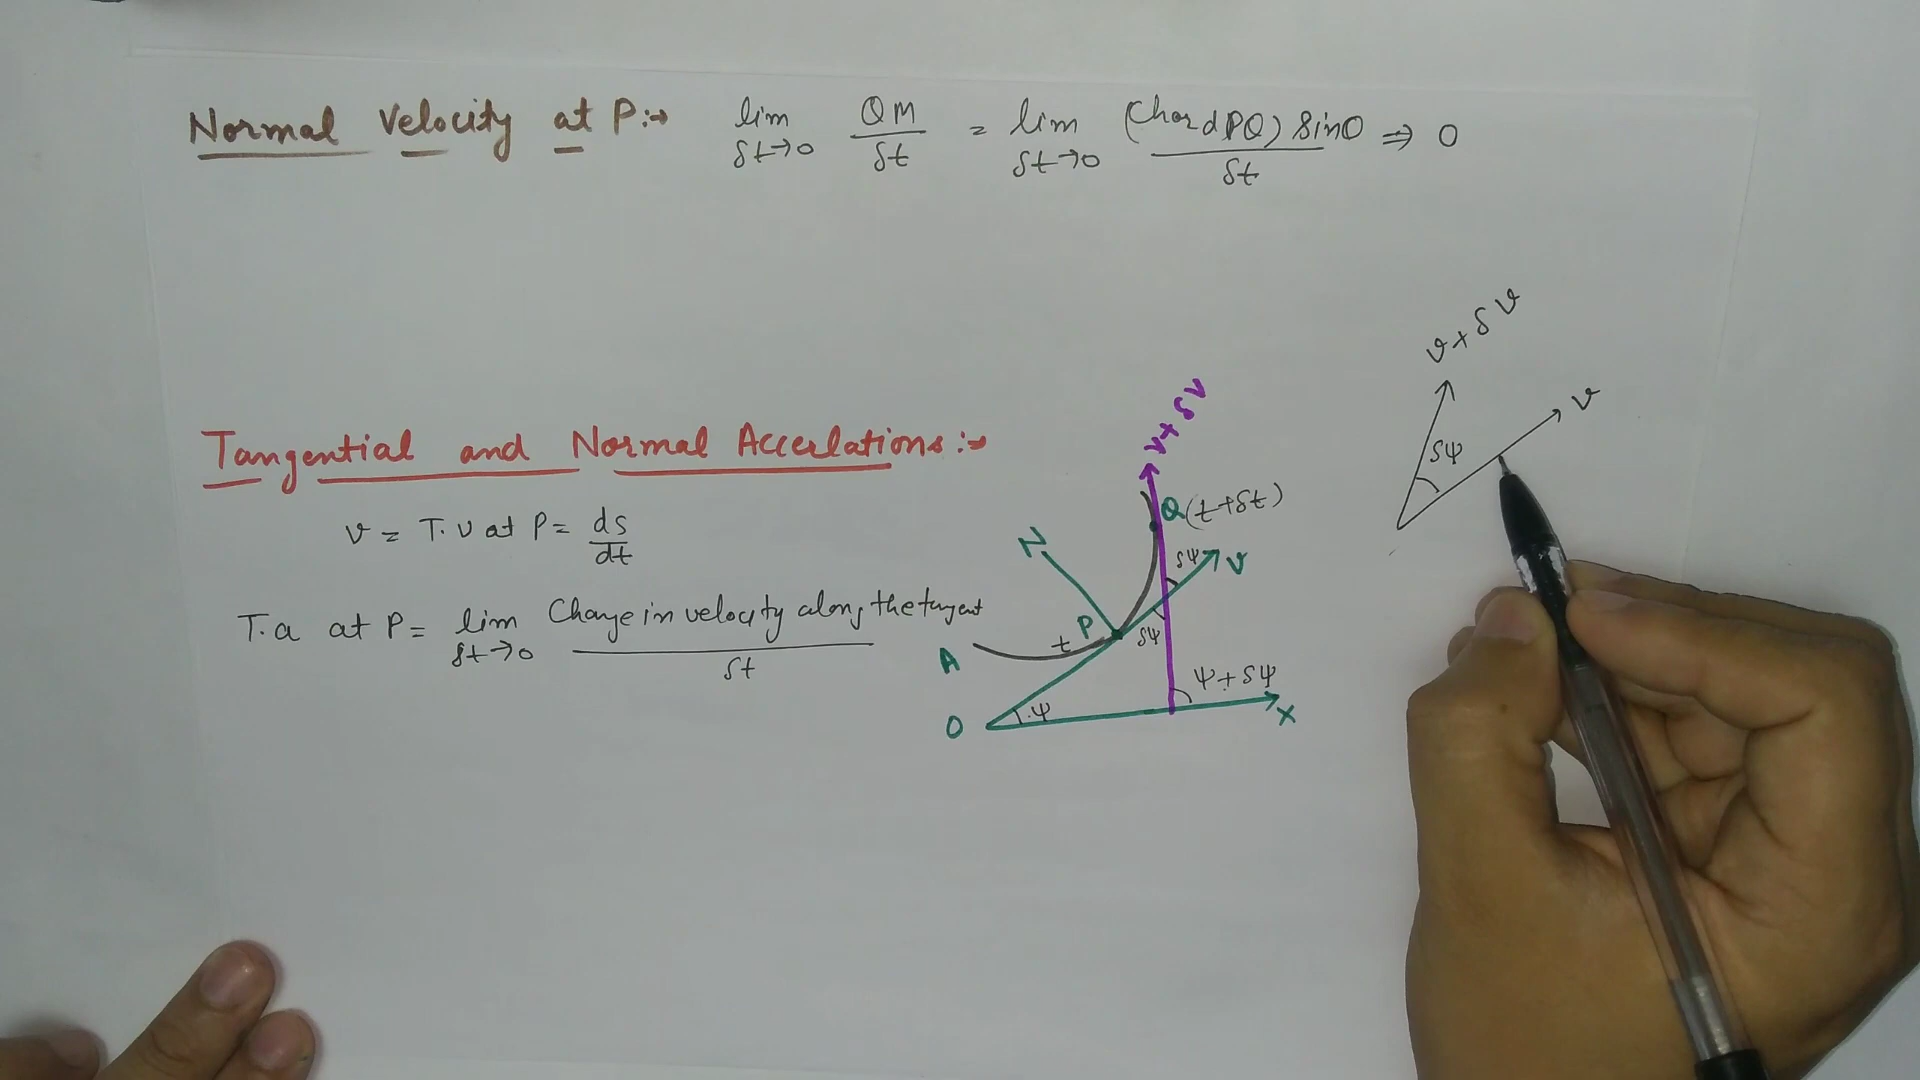 Normal Velocity at P:→ lim δt→0 QM/δt = lim δt→0 (Chord PQ) sinθ/δt ⇒ 0
Tangential and Normal Accerlations:→
v = T.v at P = ds/dt
T.a at P = lim δt→0 Change in velocity along the tangent/δt
v+δv
Q(t+δt)
N
δψ
v
P
t
δψ
A
ψ+δψ
O
ψ
X
v+δv
v
δψ